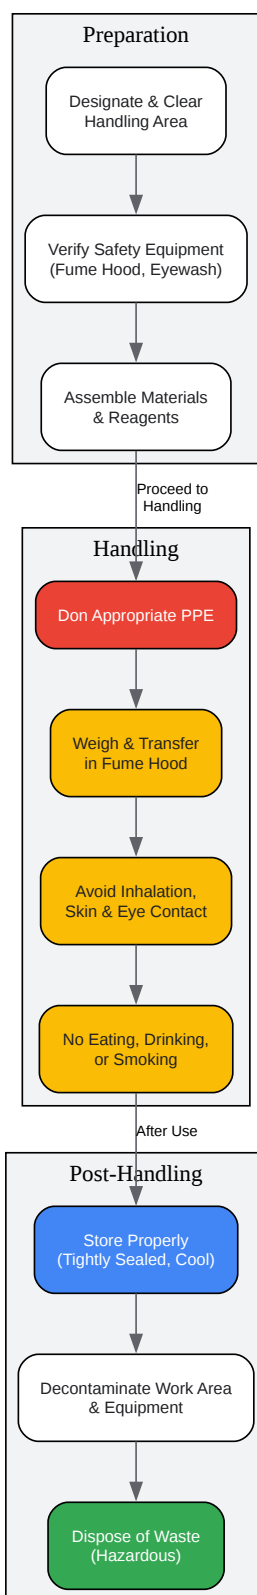 Preparation
Designate & Clear
Handling Area
Verify Safety Equipment
(Fume Hood, Eyewash)
Assemble Materials
& Reagents
Proceed to
Handling
Handling
Don Appropriate PPE
Weigh & Transfer
in Fume Hood
Avoid Inhalation,
Skin & Eye Contact
No Eating, Drinking,
or Smoking
After Use
Post-Handling
Store Properly
(Tightly Sealed, Cool)
Decontaminate Work Area
& Equipment
Dispose of Waste
(Hazardous)